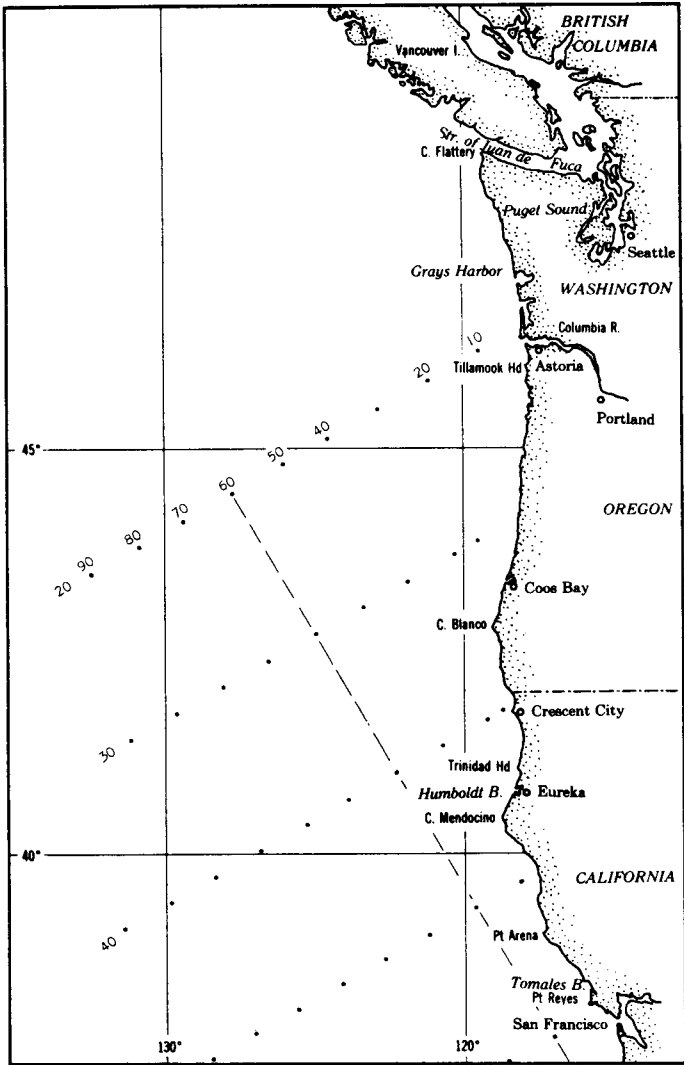 BRITISH
COLUMBIA
Vancouver I.
Str. of Juan de Fuca
C. Flattery
Puget Sound
Seattle
Grays Harbor
WASHINGTON
Columbia R.
10
Tillamook Hd
Astoria
20
Portland
40
45°
50
60
70
OREGON
80
90
20
Coos Bay
C. Blanco
Crescent City
30
Trinidad Hd
Humboldt B.
Eureka
C. Mendocino
40°
CALIFORNIA
40
Pt Arena
Tomales B.
Pt Reyes
San Francisco
130°
120°